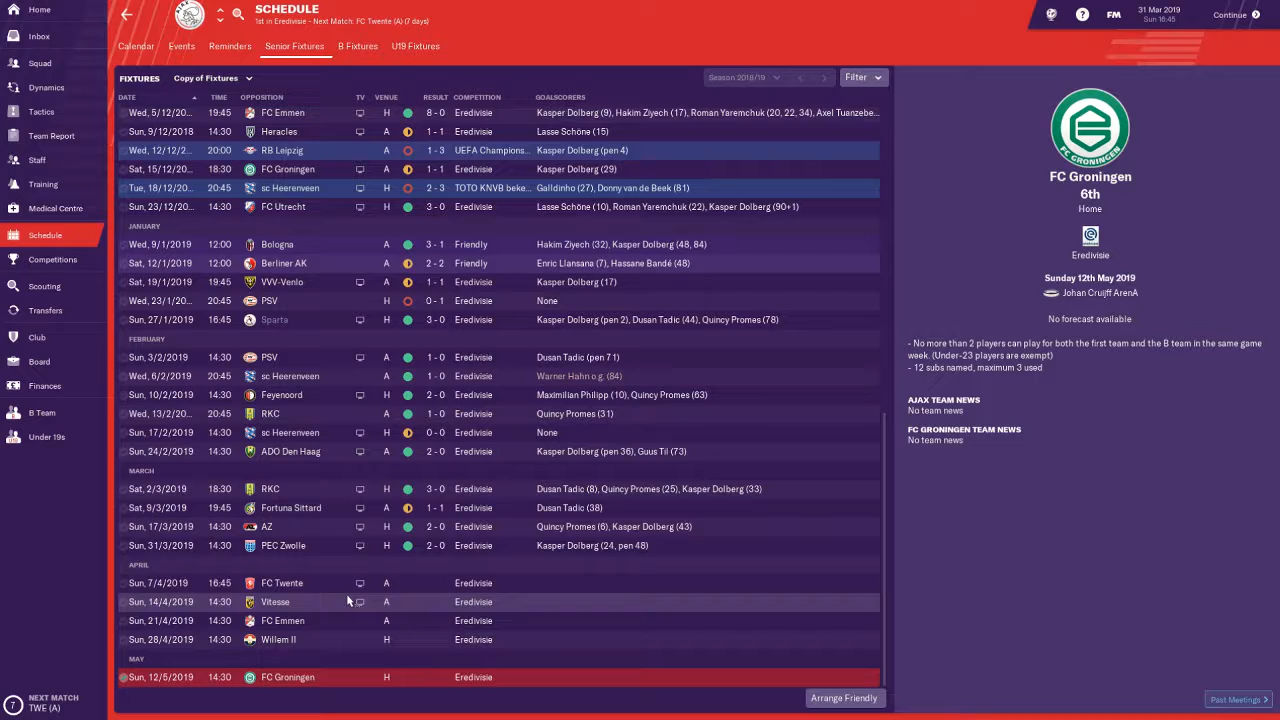 Home
SCHEDULE
1st in Eredivisie - Next Match: FC Twente (A) (7 days)
FM
31 Mar 2019
Sun 16:45
Continue
Inbox
Calendar
Events
Reminders
Senior Fixtures
B Fixtures
U19 Fixtures
Squad
Dynamics
Tactics
Team Report
Staff
Training
Medical Centre
Schedule
Competitions
Scouting
Transfers
Club
Board
Finances
B Team
Under 19s
7
NEXT MATCH
TWE (A)
FIXTURES
Copy of Fixtures
Season 2018/19
Filter
DATE TIME OPPOSITION TV VENUE RESULT COMPETITION GOALSCORERS
Wed, 5/12/20... 19:45 FC Emmen H 8 - 0 Eredivisie Kasper Dolberg (9), Hakim Ziyech (17), Roman Yaremchuk (20, 22, 34), Axel Tuanzebe...
Sun, 9/12/2018 14:30 Heracles A 1 - 1 Eredivisie Lasse Schöne (15)
Wed, 12/12/2... 20:00 RB Leipzig A 1 - 3 UEFA Champions... Kasper Dolberg (pen 4)
Sat, 15/12/20... 18:30 FC Groningen A 1 - 1 Eredivisie Kasper Dolberg (29)
Tue, 18/12/20... 20:45 sc Heerenveen H 2 - 3 TOTO KNVB beke... Galldinho (27), Donny van de Beek (81)
Sun, 23/12/20... 14:30 FC Utrecht H 3 - 0 Eredivisie Lasse Schöne (10), Roman Yaremchuk (22), Kasper Dolberg (90+1)
JANUARY
Wed, 9/1/2019 12:00 Bologna A 3 - 1 Friendly Hakim Ziyech (32), Kasper Dolberg (48, 84)
Sat, 12/1/2019 12:00 Berliner AK A 2 - 2 Friendly Enric Llansana (7), Hassane Bandé (48)
Sat, 19/1/2019 19:45 VVV-Venlo A 1 - 1 Eredivisie Kasper Dolberg (17)
Wed, 23/1/20... 20:45 PSV H 0 - 1 Eredivisie None
Sun, 27/1/2019 16:45 Sparta H 3 - 0 Eredivisie Kasper Dolberg (pen 2), Dusan Tadic (44), Quincy Promes (78)
FEBRUARY
Sun, 3/2/2019 14:30 PSV A 1 - 0 Eredivisie Dusan Tadic (pen 71)
Wed, 6/2/2019 20:45 sc Heerenveen A 1 - 0 Eredivisie Warner Hahn o.g. (84)
Sun, 10/2/2019 14:30 Feyenoord H 2 - 0 Eredivisie Maximilian Philipp (10), Quincy Promes (63)
Wed, 13/2/20... 20:45 RKC A 1 - 0 Eredivisie Quincy Promes (31)
Sun, 17/2/2019 14:30 sc Heerenveen H 0 - 0 Eredivisie None
Sun, 24/2/2019 14:30 ADO Den Haag A 2 - 0 Eredivisie Kasper Dolberg (pen 36), Guus Til (73)
MARCH
Sat, 2/3/2019 18:30 RKC H 3 - 0 Eredivisie Dusan Tadic (8), Quincy Promes (25), Kasper Dolberg (33)
Sat, 9/3/2019 19:45 Fortuna Sittard A 1 - 1 Eredivisie Dusan Tadic (38)
Sun, 17/3/2019 14:30 AZ H 2 - 0 Eredivisie Quincy Promes (6), Kasper Dolberg (43)
Sun, 31/3/2019 14:30 PEC Zwolle H 2 - 0 Eredivisie Kasper Dolberg (24, pen 48)
APRIL
Sun, 7/4/2019 16:45 FC Twente A Eredivisie
Sun, 14/4/2019 14:30 Vitesse A Eredivisie
Sun, 21/4/2019 14:30 FC Emmen A Eredivisie
Sun, 28/4/2019 14:30 Willem II H Eredivisie
MAY
Sun, 12/5/2019 14:30 FC Groningen H Eredivisie
Arrange Friendly
FC Groningen
6th
Home
Eredivisie
Sunday 12th May 2019
Johan Cruijff ArenA
No forecast available
- No more than 2 players can play for both the first team and the B team in the same game
week. (Under-23 players are exempt)
- 12 subs named, maximum 3 used
AJAX TEAM NEWS
No team news
FC GRONINGEN TEAM NEWS
No team news
Past Meetings